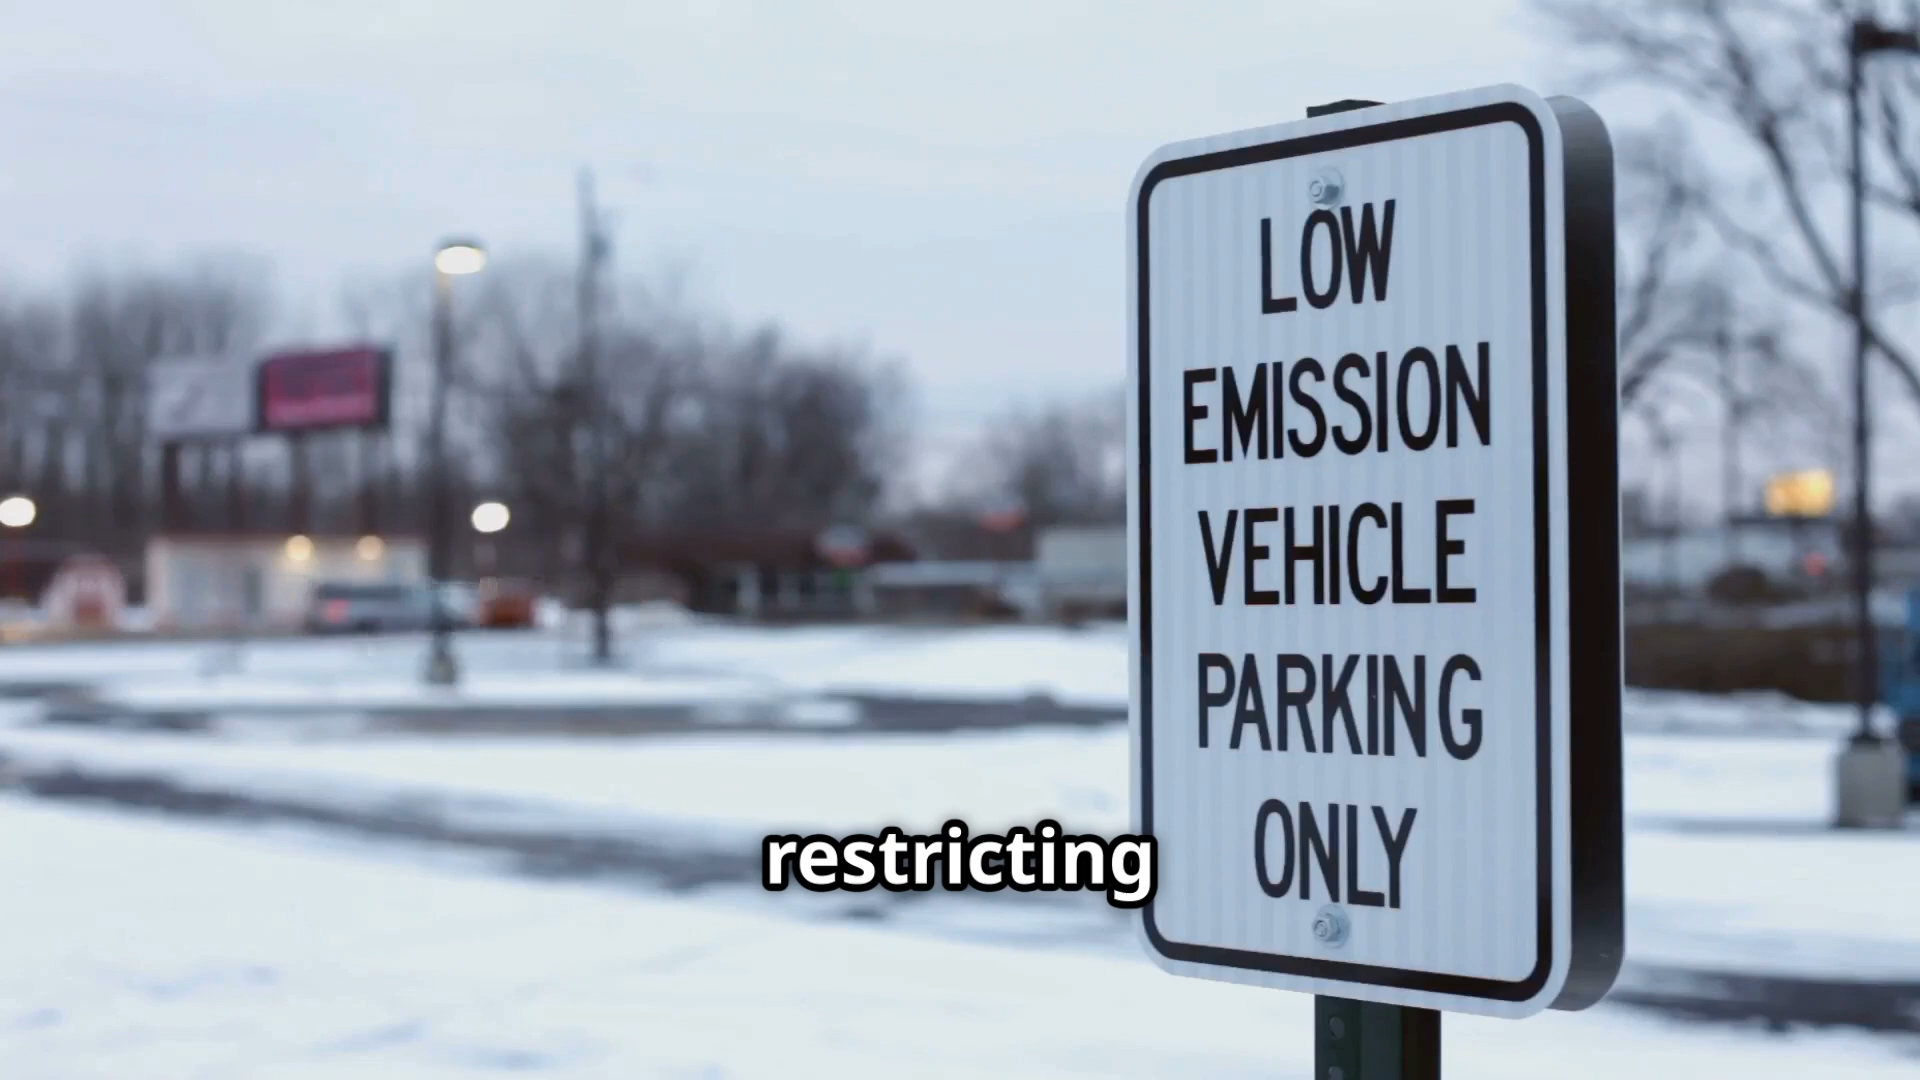 LOW
EMISSION
VEHICLE
PARKING
ONLY
restricting